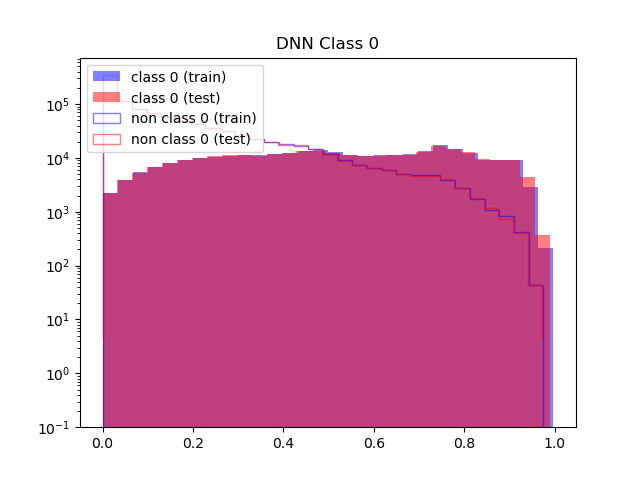 DNN Class 0
class 0 (train)
class 0 (test)
non class 0 (train)
non class 0 (test)
10^5
10^4
10^3
10^2
10^1
10^0
10^−1
0.0 0.2 0.4 0.6 0.8 1.0